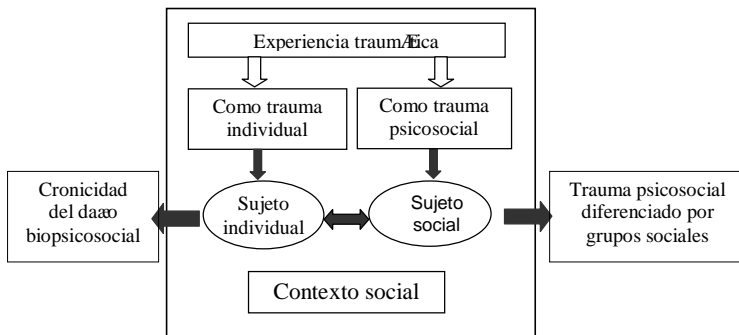 Experiencia traumÆtica
Como trauma
individual
Como trauma
psicosocial
Cronicidad
del daæo
biopsicosocial
Sujeto
individual
Sujeto
social
Trauma psicosocial
diferenciado por
grupos sociales
Contexto social